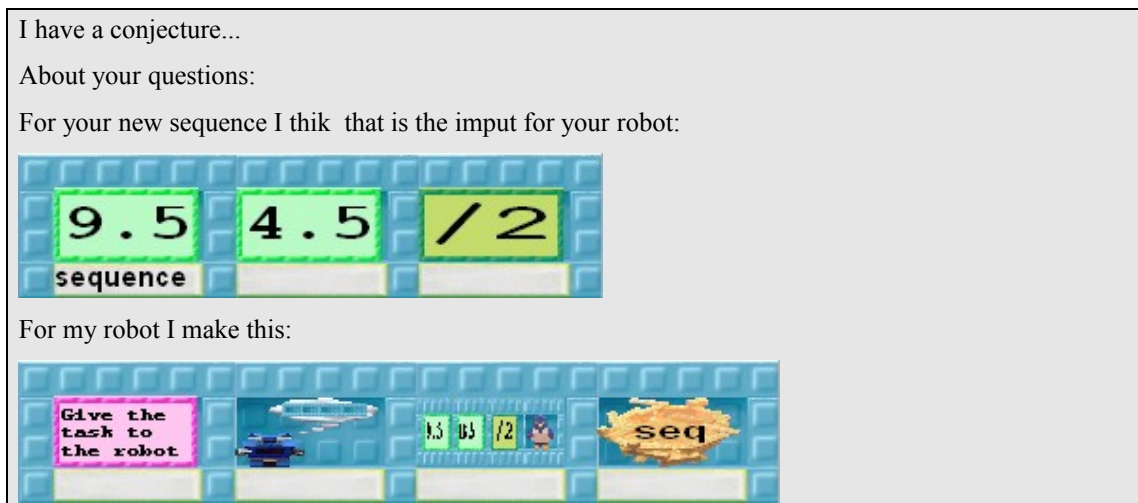 I have a conjecture...
About your questions:
For your new sequence I thik that is the imput for your robot:
9.5 4.5 /2
sequence
For my robot I make this:
Give the
task to
the robot
/2
seq